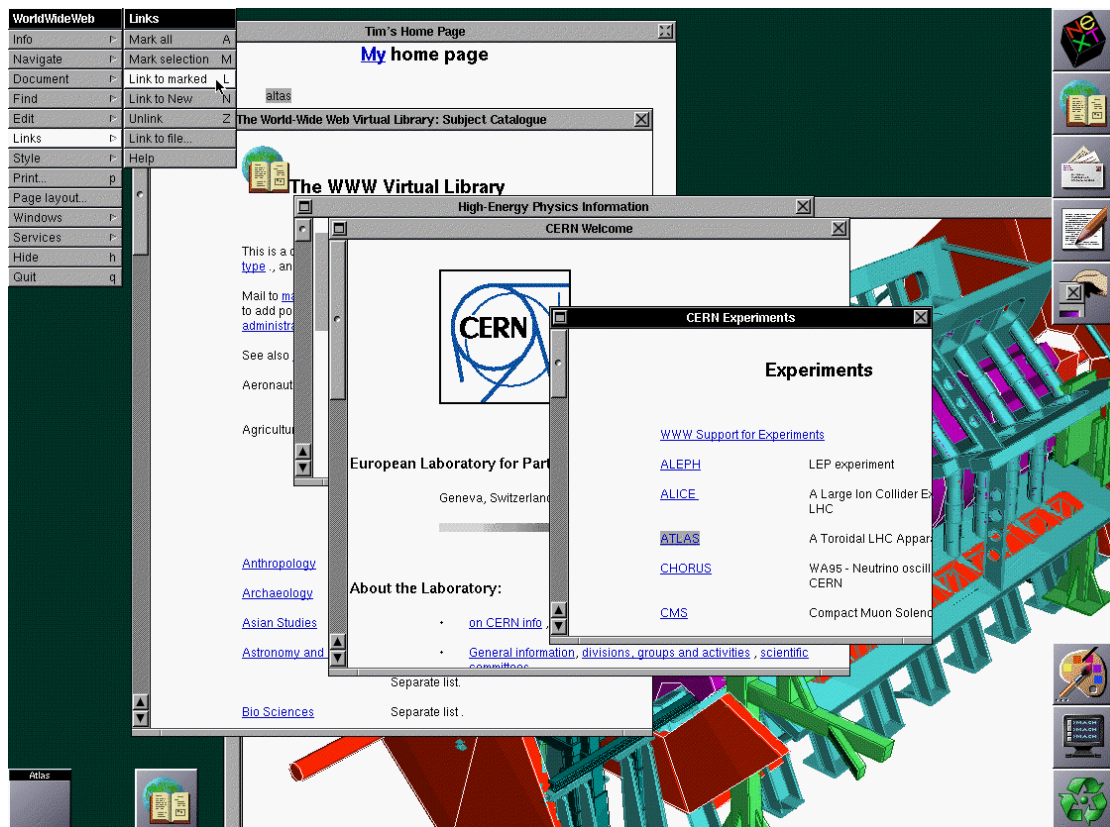 WorldWideWeb
Info
Navigate
Document
Find
Edit
Links
Style
Print... p
Page layout...
Windows
Services
Hide h
Quit q
Links
Mark all A
Mark selection M
Link to marked L
Link to New N
Unlink Z
Link to file...
Help
Tim's Home Page
My home page
altas
The World-Wide Web Virtual Library: Subject Catalogue
The WWW Virtual Library
This is a
type ., an
Mail to
to add po
administra
See also
Aeronaut
Agricultur
Anthropology
Archaeology
Asian Studies
Astronomy and
Separate list.
Bio Sciences Separate list .
High-Energy Physics Information
CERN Welcome
CERN
European Laboratory for Part
Geneva, Switzerland
About the Laboratory:
• on CERN info ,
• General information, divisions, groups and activities , scientific
committees
CERN Experiments
Experiments
WWW Support for Experiments
ALEPH LEP experiment
ALICE A Large Ion Collider Ex
LHC
ATLAS A Toroidal LHC Appara
CHORUS WA95 - Neutrino oscill
CERN
CMS Compact Muon Soleno
NeXT
Atlas